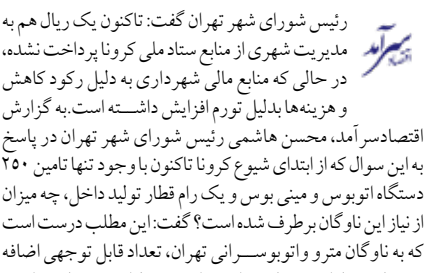 سرآمد
اقتصاد
رئیس شورای شهر تهران گفت: تاکنون یک ریال هم به
مدیریت شهری از منابع ستاد ملی کرونا پرداخت نشده،
در حالی که منابع مالی شهرداری به دلیل رکود کاهش
و هزینه‌ها بدلیل تورم افزایش داشته است.به گزارش
اقتصادسرآمد، محسن هاشمی رئیس شورای شهر تهران در پاسخ
به این سوال که از ابتدای شیوع کرونا تاکنون با وجود تنها تامین ۲۵۰
دستگاه اتوبوس و مینی بوس و یک رام قطار تولید داخل، چه میزان
از نیاز این ناوگان برطرف شده است؟ گفت: این مطلب درست است
که به ناوگان مترو واتوبوسرانی تهران، تعداد قابل توجهی اضافه